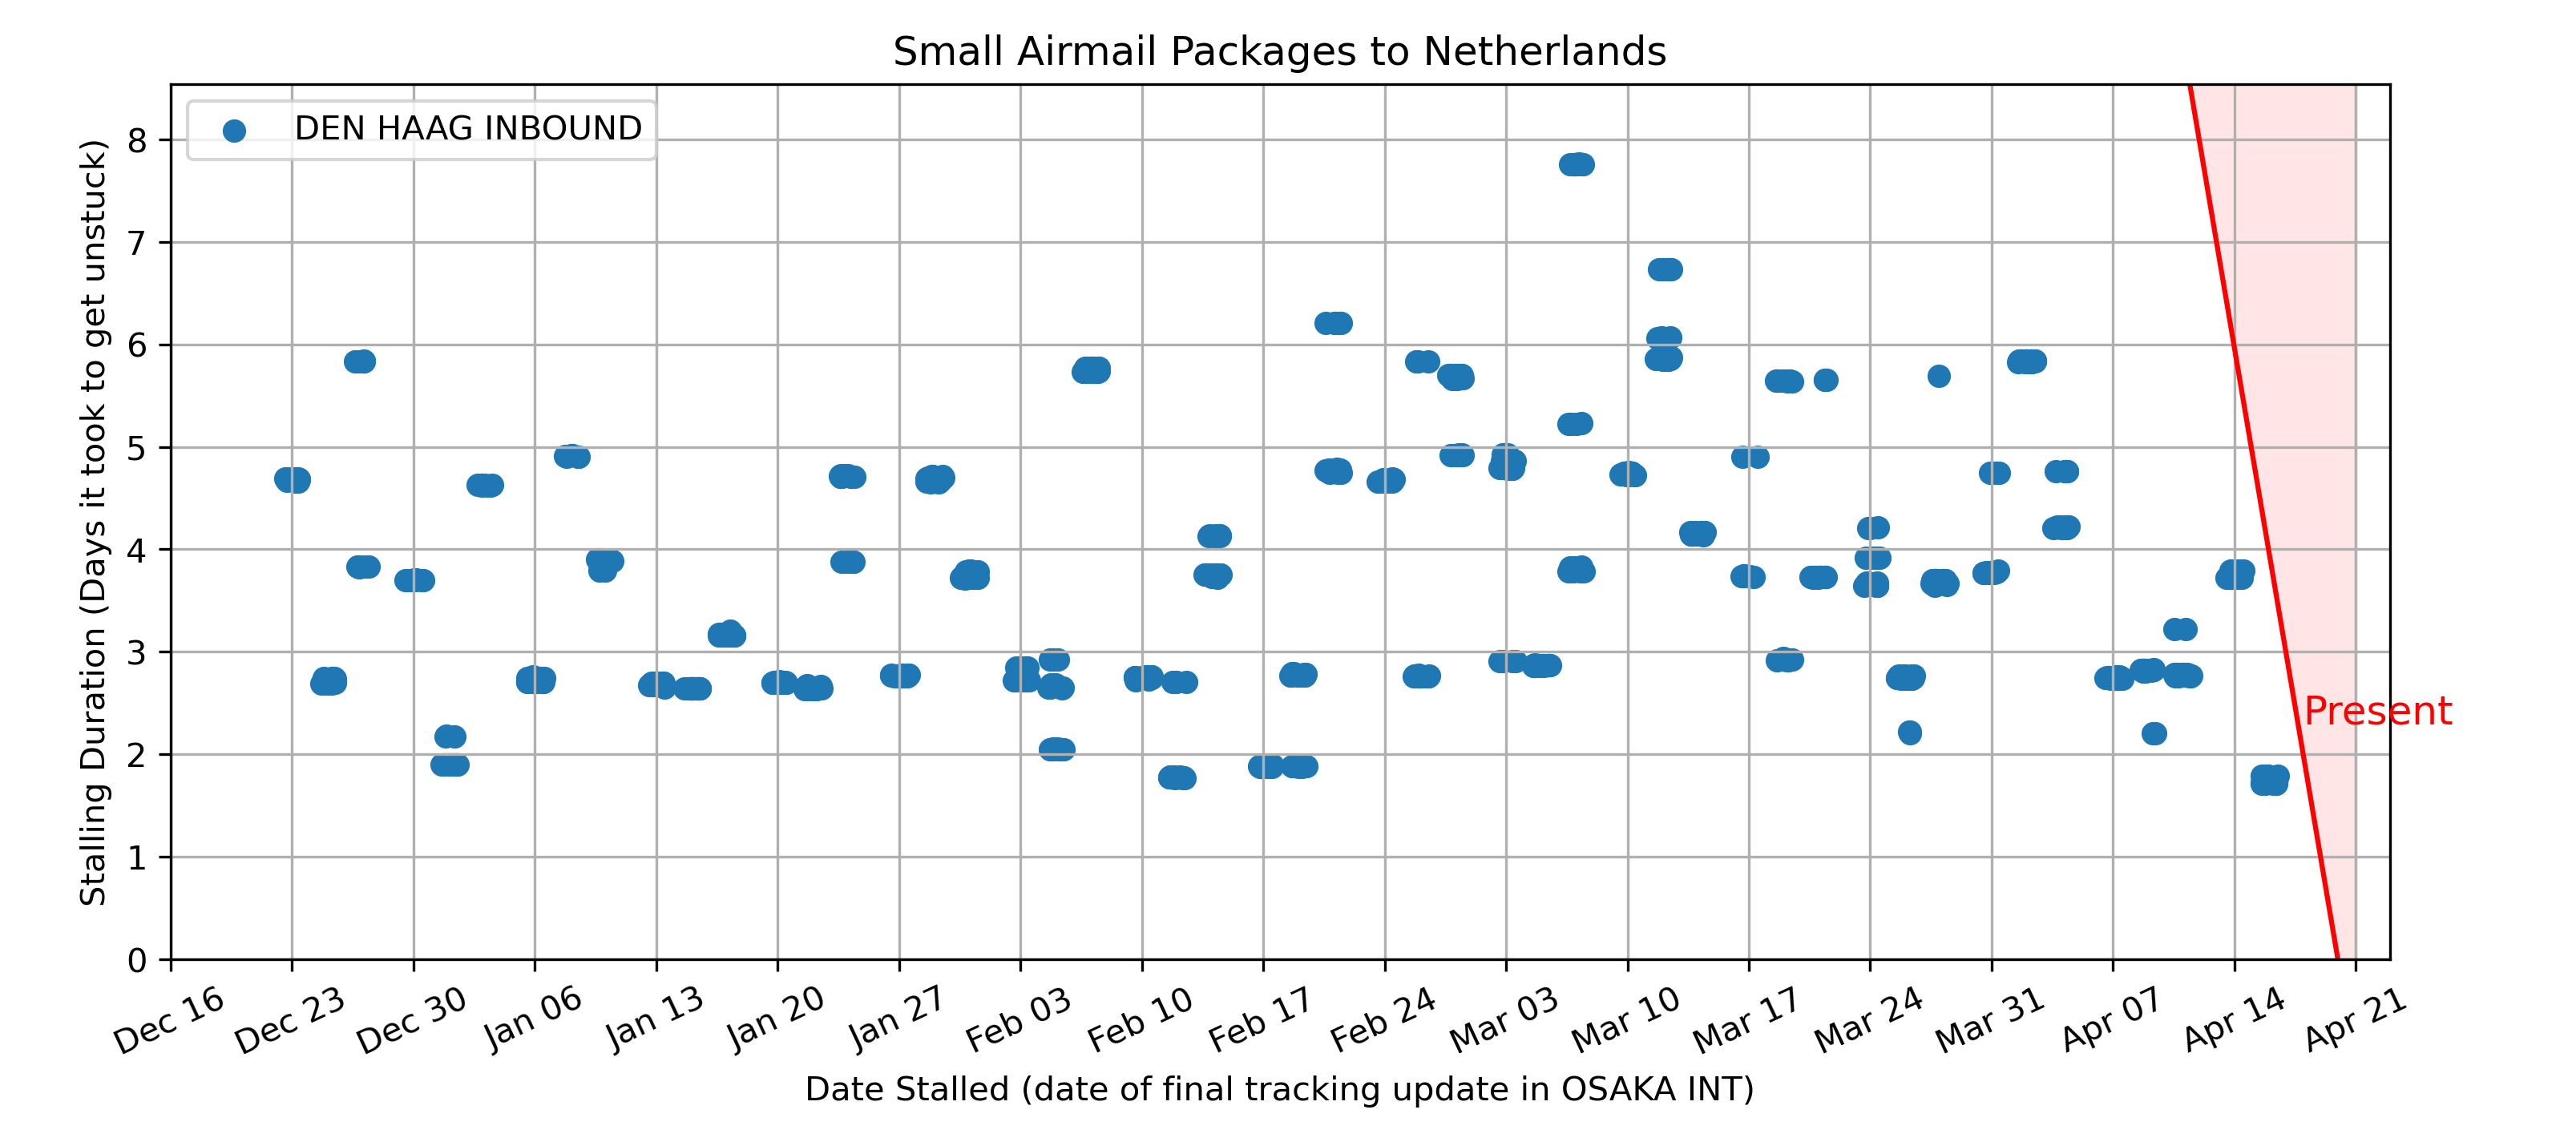 Small Airmail Packages to Netherlands
DEN HAAG INBOUND
Stalling Duration (Days it took to get unstuck)
8
7
6
5
4
3
2
1
0
Present
Dec 16
Dec 23
Dec 30
Jan 06
Jan 13
Jan 20
Jan 27
Feb 03
Feb 10
Feb 17
Feb 24
Mar 03
Mar 10
Mar 17
Mar 24
Mar 31
Apr 07
Apr 14
Apr 21
Date Stalled (date of final tracking update in OSAKA INT)